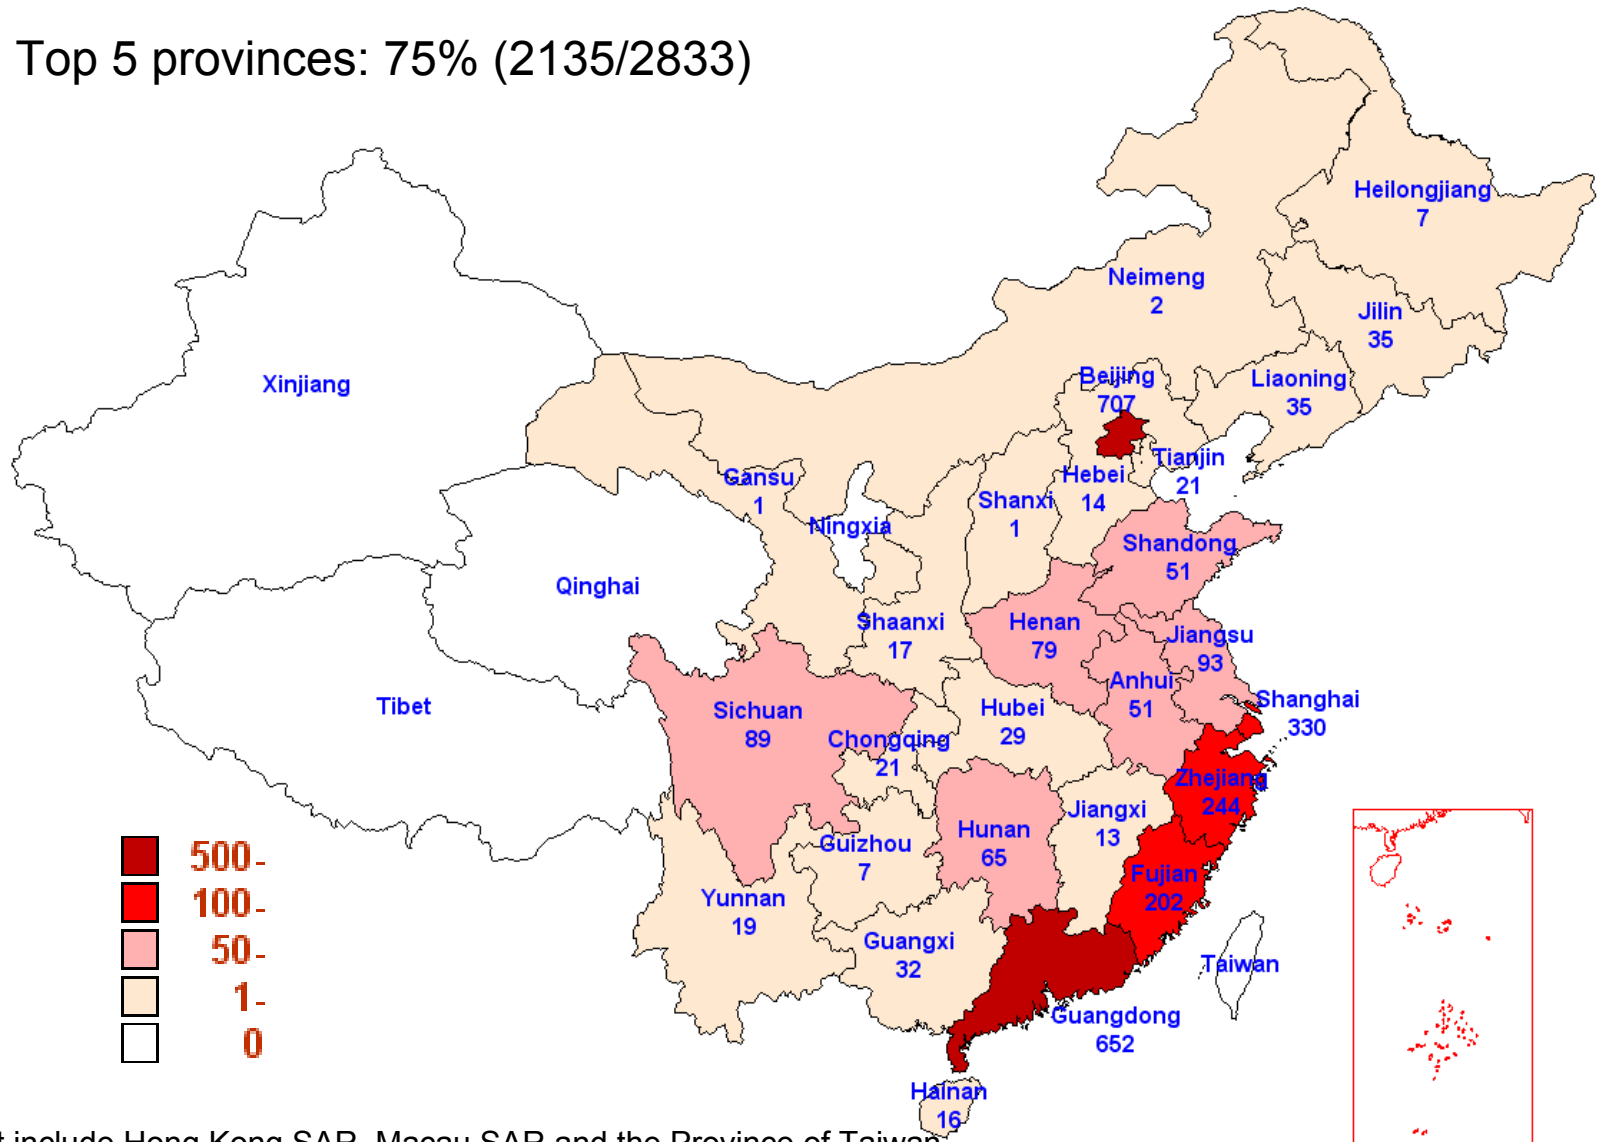 Top 5 provinces: 75% (2135/2833)
Heilongjiang
7
Neimeng
2
Jilin
35
Xinjiang
Beijing
707
Liaoning
35
Gansu
1
Tianjin
21
Hebei
14
Shanxi
1
Ningxia
Shandong
51
Qinghai
Shaanxi
17
Henan
79
Jiangsu
93
Anhui
51
Shanghai
330
Tibet
Sichuan
89
Hubei
29
Chongqing
21
Zhejiang
244
Jiangxi
13
Hunan
65
Guizhou
7
Fujian
202
Yunnan
19
Guangxi
32
Taiwan
Guangdong
652
Hainan
16
500-
100-
50-
1-
0
include Hong Kong SAR, Macau SAR and the Province of Taiwan